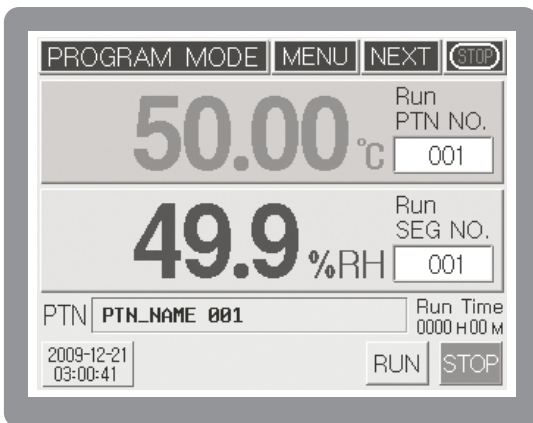 PROGRAM MODE MENU NEXT STOP
50.00 °C
Run
PTN NO.
001
49.9 %RH
Run
SEG NO.
001
PTN PTN_NAME 001
Run Time
0000 H 00 M
2009-12-21
03:00:41
RUN STOP